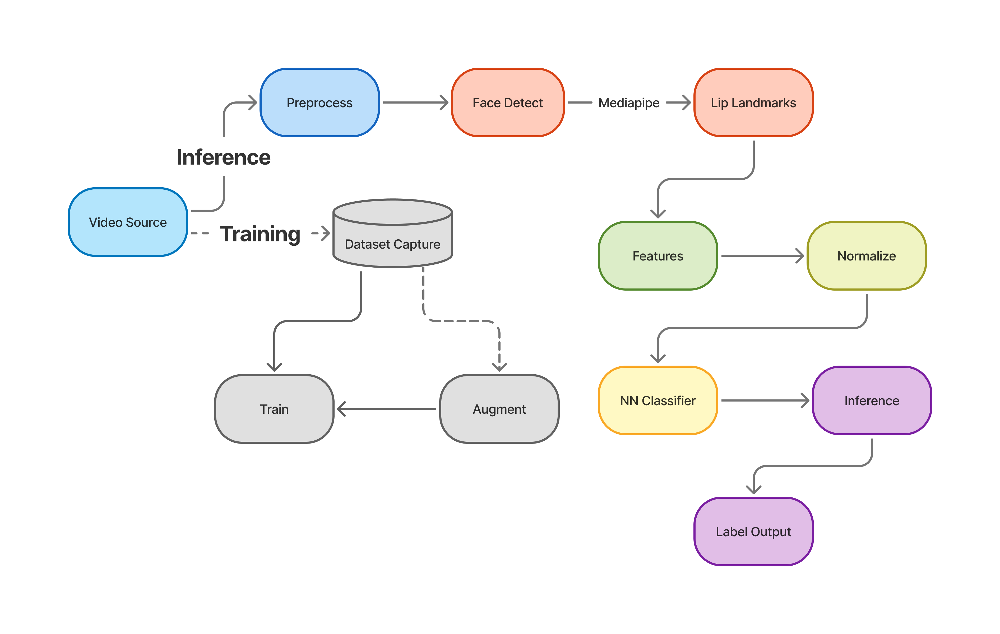 Preprocess
Face Detect
Mediapipe
Lip Landmarks
Inference
Video Source
Training
Dataset Capture
Features
Normalize
Train
Augment
NN Classifier
Inference
Label Output